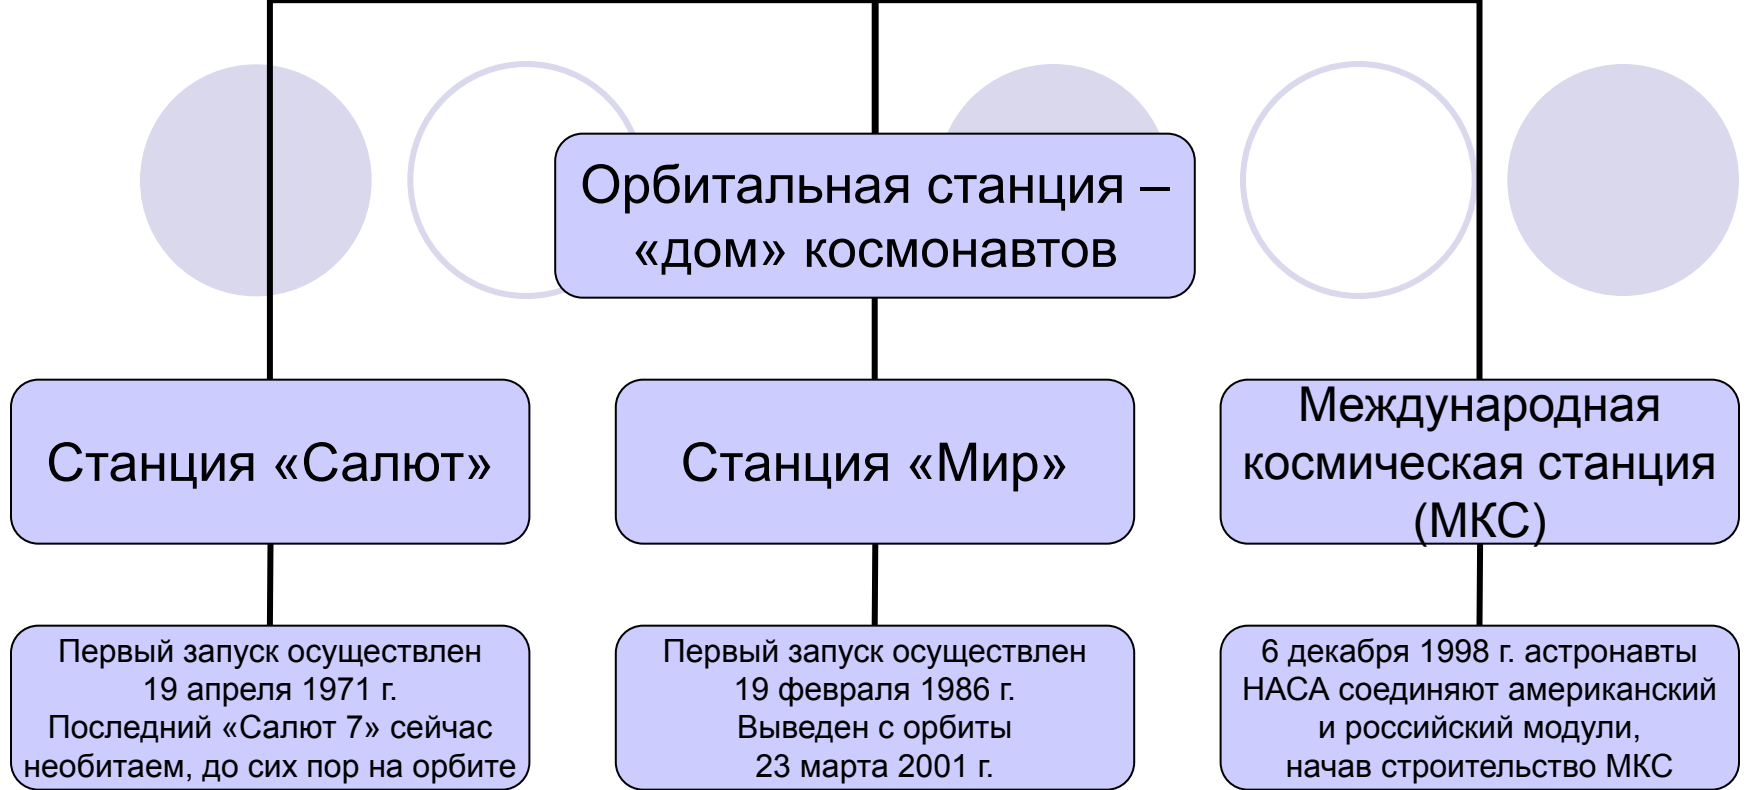 Орбитальная станция –
«дом» космонавтов
Станция «Салют»
Станция «Мир»
Международная
космическая станция
(МКС)
Первый запуск осуществлен
19 апреля 1971 г.
Последний «Салют 7» сейчас
необитаем, до сих пор на орбите
Первый запуск осуществлен
19 февраля 1986 г.
Выведен с орбиты
23 марта 2001 г.
6 декабря 1998 г. астронавты
НАСА соединяют американский
и российский модули,
начав строительство МКС